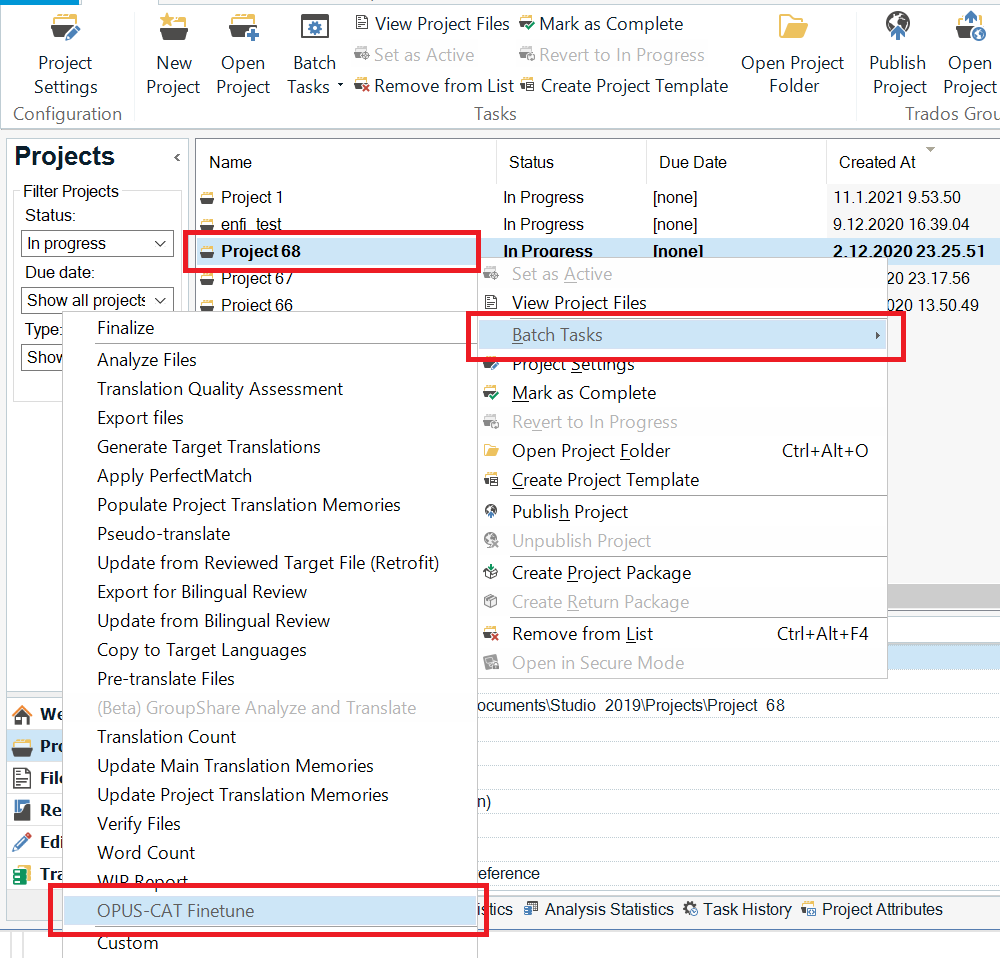 View Project Files
Mark as Complete
Project Settings
New Project
Open Project
Batch Tasks
Set as Active
Revert to In Progress
Open Project Folder
Publish Project
Open Project
Remove from List
Create Project Template
Configuration
Tasks
Trados Grou
Projects
Filter Projects
Status:
In progress
Due date:
Show all projects
Type:
Show
Name Status Due Date Created At
Project 1 In Progress [none] 11.1.2021 9.53.50
enfi_test In Progress [none] 9.12.2020 16.39.04
Project 68 In Progress [none] 2.12.2020 23.25.51
Project 67 20 23.17.56
Project 66 020 13.50.49
Set as Active
View Project Files
Batch Tasks
Project Settings
Mark as Complete
Revert to In Progress
Open Project Folder Ctrl+Alt+O
Create Project Template
Publish Project
Unpublish Project
Create Project Package
Create Return Package
Remove from List Ctrl+Alt+F4
Open in Secure Mode
Finalize
Analyze Files
Translation Quality Assessment
Export files
Generate Target Translations
Apply PerfectMatch
Populate Project Translation Memories
Pseudo-translate
Update from Reviewed Target File (Retrofit)
Export for Bilingual Review
Update from Bilingual Review
Copy to Target Languages
Pre-translate Files
(Beta) GroupShare Analyze and Translate
Translation Count
Update Main Translation Memories
Update Project Translation Memories
Verify Files
Word Count
WIP Report
OPUS-CAT Finetune
Custom
We
Pro
File
Re
Edi
Tra
ocuments\Studio 2019\Projects\Project 68
n)
eference
istics Analysis Statistics Task History Project Attributes